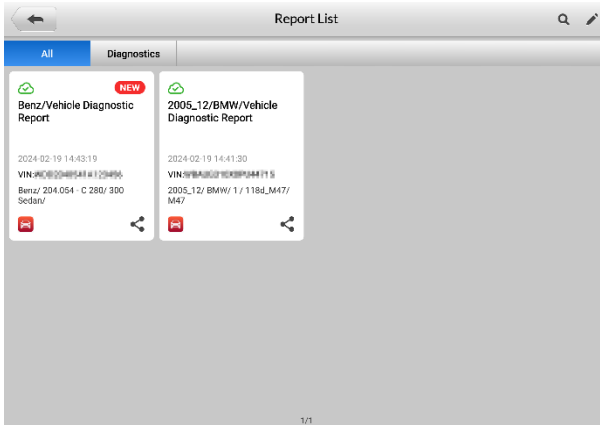 Report List
All
Diagnostics
NEW
Benz/Vehicle Diagnostic
Report
2024-02-19 14:43:19
VIN:
Benz/ 204.054 - C 280/ 300
Sedan/
2005_12/BMW/Vehicle
Diagnostic Report
2024-02-19 14:41:30
VIN:
2005_12/ BMW/ 1 / 118d_M47/
M47
1/1